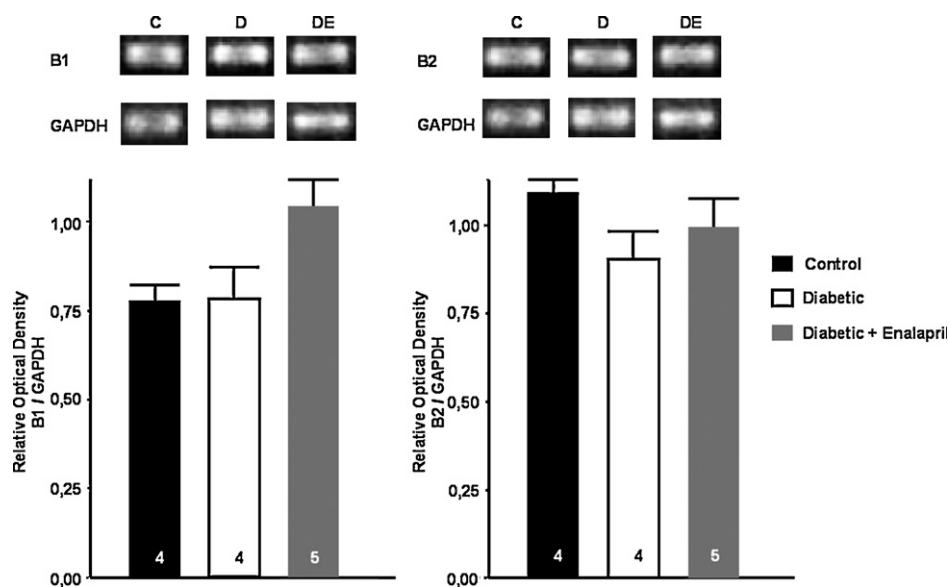 C D DE
B1
GAPDH
C D DE
B2
GAPDH
Relative Optical Density
B1 / GAPDH
1,00
0,75
0,50
0,25
0,00
4 4 5
Relative Optical Density
B2 / GAPDH
1,00
0,75
0,50
0,25
0,00
4 4 5
Control
Diabetic
Diabetic + Enalapril